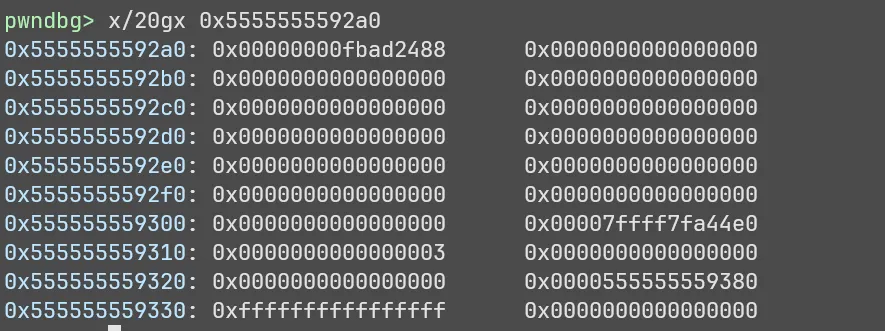 pwndbg> x/20gx 0x5555555592a0
0x5555555592a0: 0x00000000fbad2488 0x0000000000000000
0x5555555592b0: 0x0000000000000000 0x0000000000000000
0x5555555592c0: 0x0000000000000000 0x0000000000000000
0x5555555592d0: 0x0000000000000000 0x0000000000000000
0x5555555592e0: 0x0000000000000000 0x0000000000000000
0x5555555592f0: 0x0000000000000000 0x0000000000000000
0x555555559300: 0x0000000000000000 0x00007ffff7fa44e0
0x555555559310: 0x0000000000000003 0x0000000000000000
0x555555559320: 0x0000000000000000 0x0000555555559380
0x555555559330: 0xffffffffffffffff 0x0000000000000000